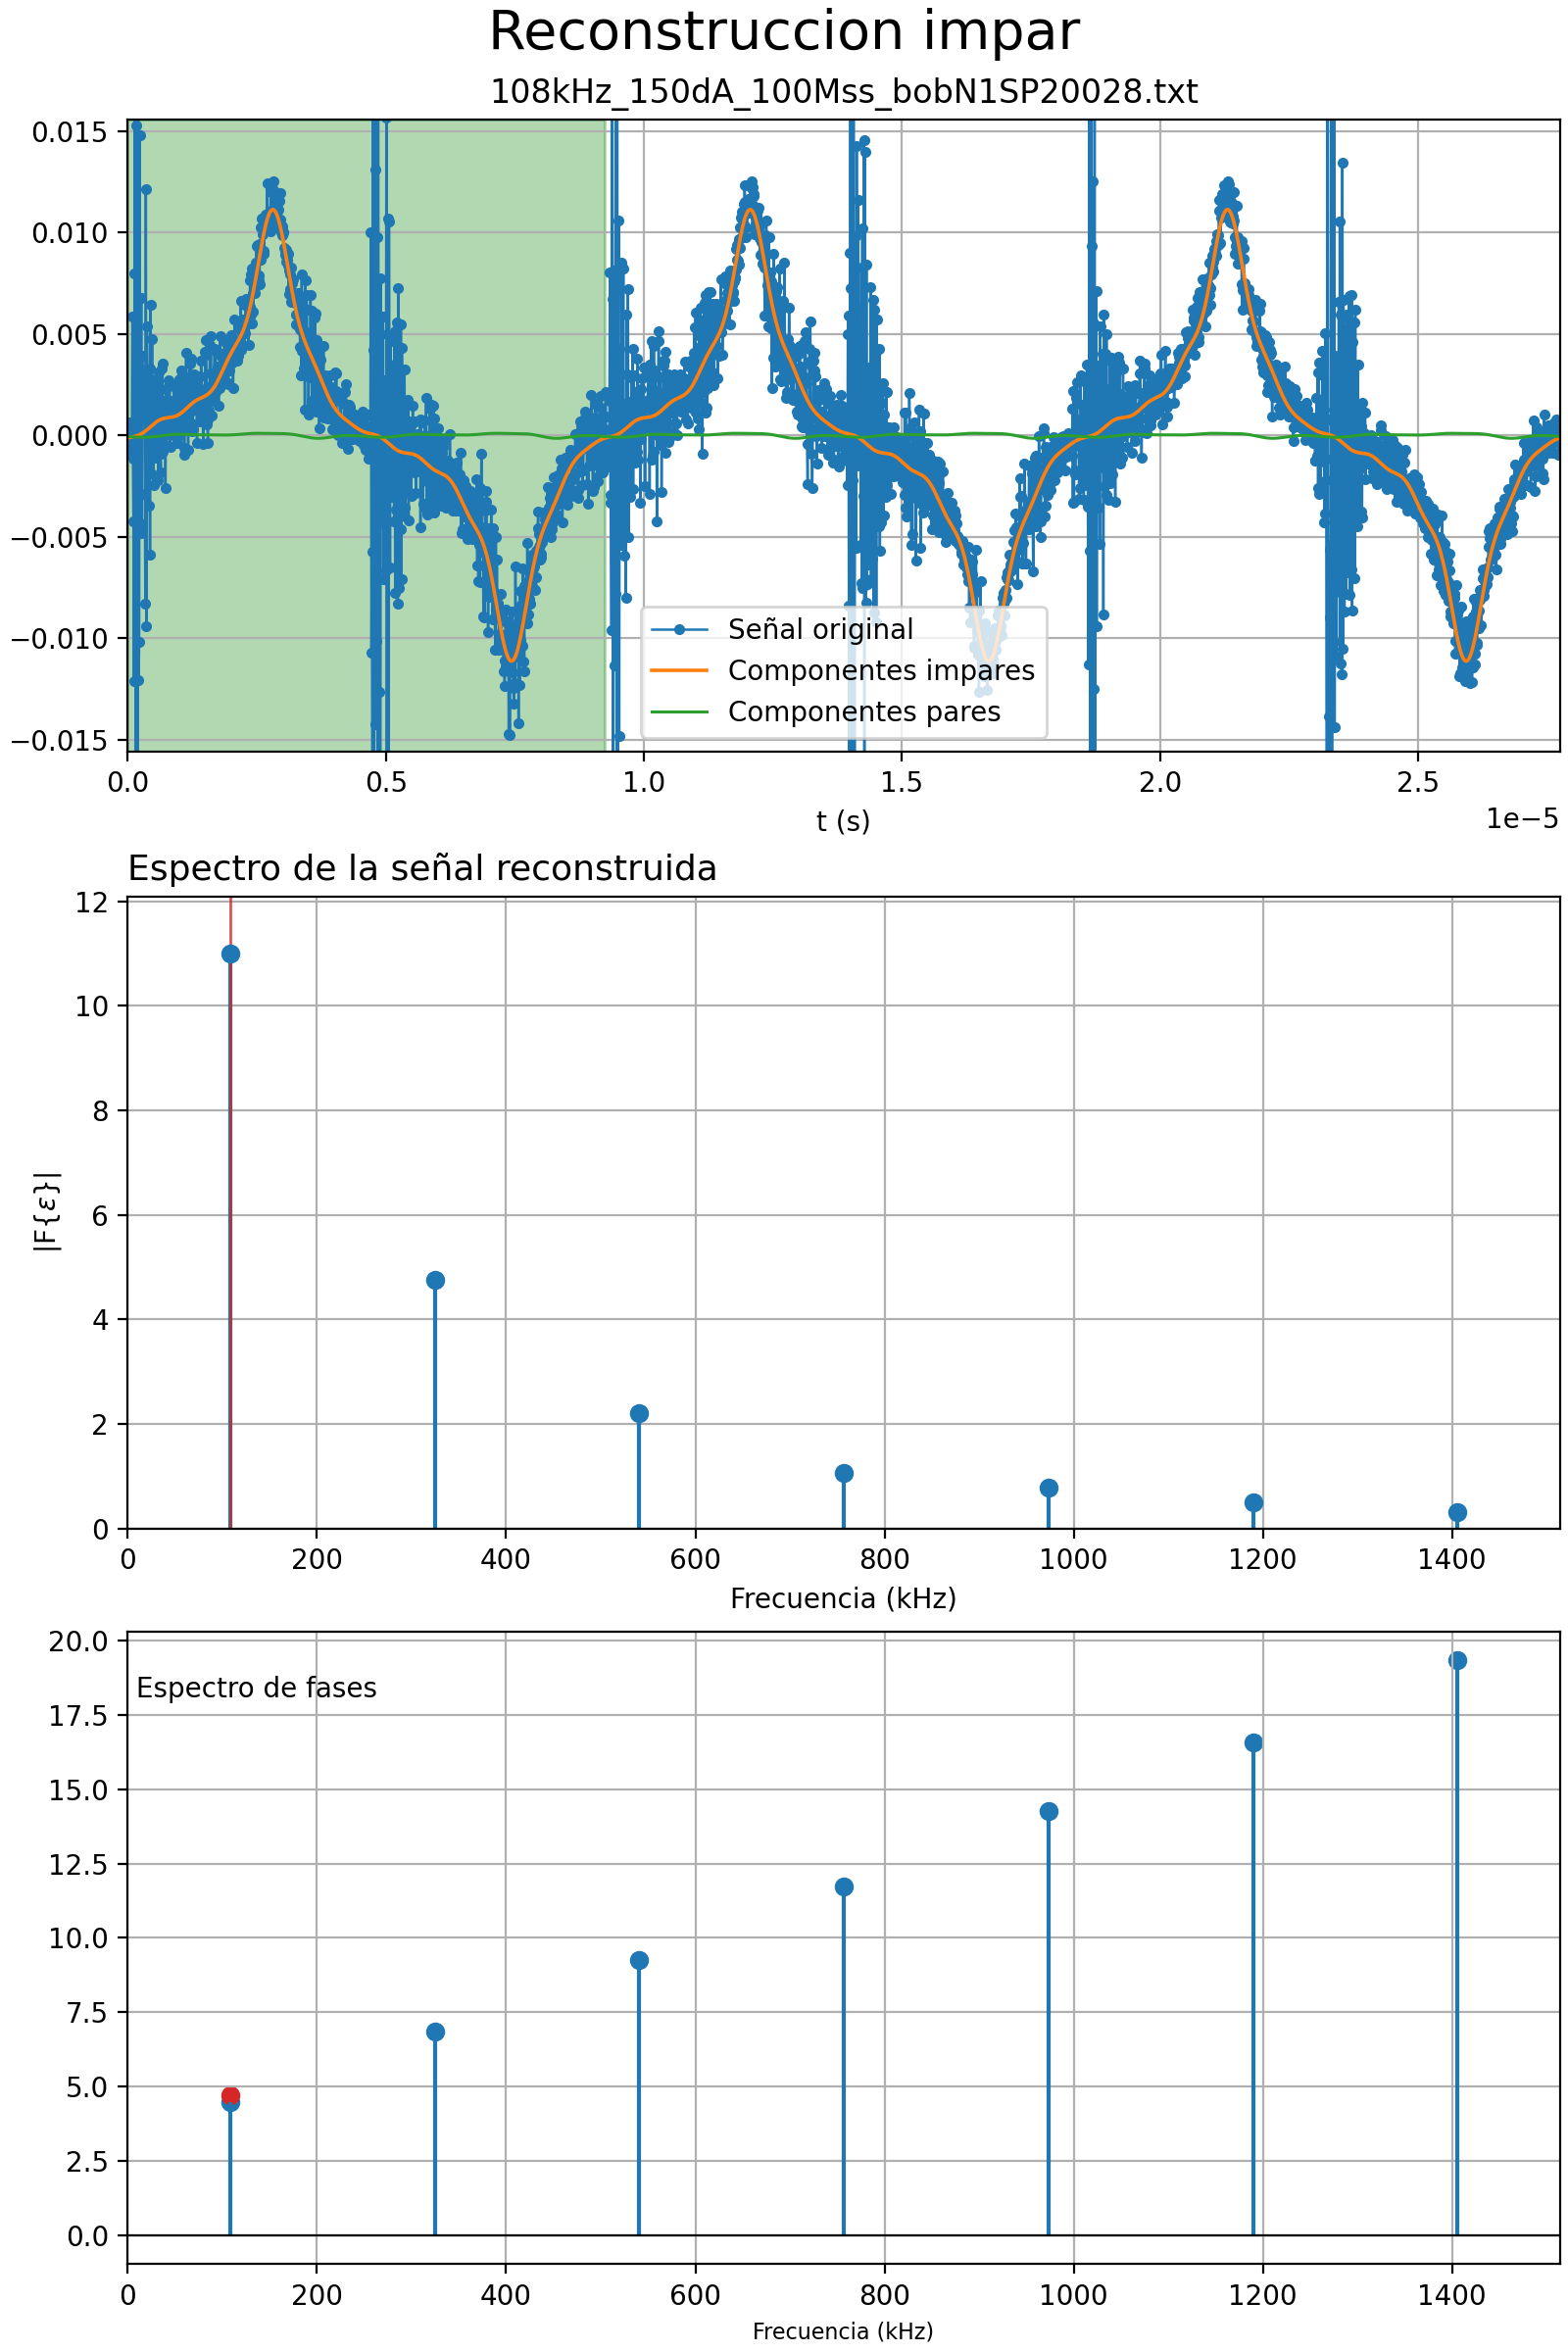 Reconstruccion impar
108kHz_150dA_100Mss_bobN1SP20028.txt
0.015
0.010
0.005
0.000
−0.005
−0.010
−0.015
Señal original
Componentes impares
Componentes pares
0.0 0.5 1.0 1.5 2.0 2.5
t (s)
1e−5
Espectro de la señal reconstruida
12
10
8
6
4
2
0
|F{ε}|
0 200 400 600 800 1000 1200 1400
Frecuencia (kHz)
20.0
17.5
15.0
12.5
10.0
7.5
5.0
2.5
0.0
Espectro de fases
0 200 400 600 800 1000 1200 1400
Frecuencia (kHz)